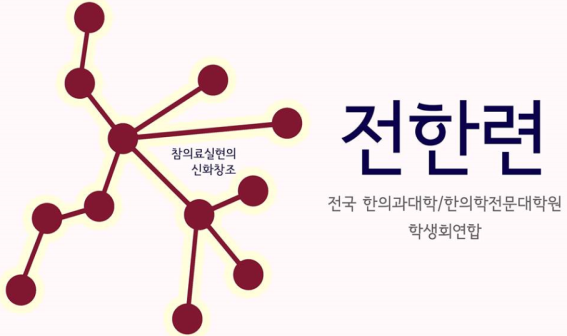 참의료실현의
신화창조
전한련
전국 한의과대학/한의학전문대학원
학생회연합